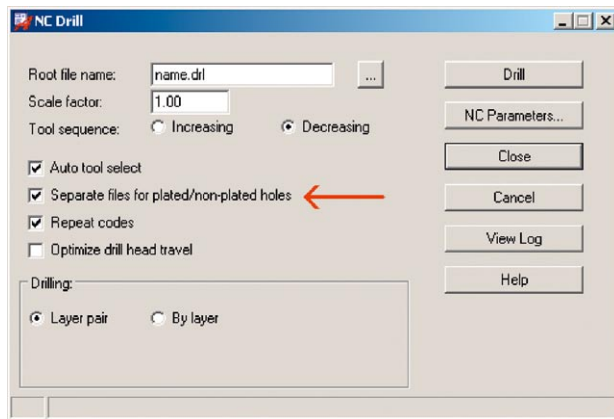 NC Drill
Root file name: name.drl ...
Scale factor: 1.00
Tool sequence: Increasing Decreasing
Auto tool select
Separate files for plated/non-plated holes
Repeat codes
Optimize drill head travel
Drilling:
Layer pair By layer
Drill
NC Parameters...
Close
Cancel
View Log
Help